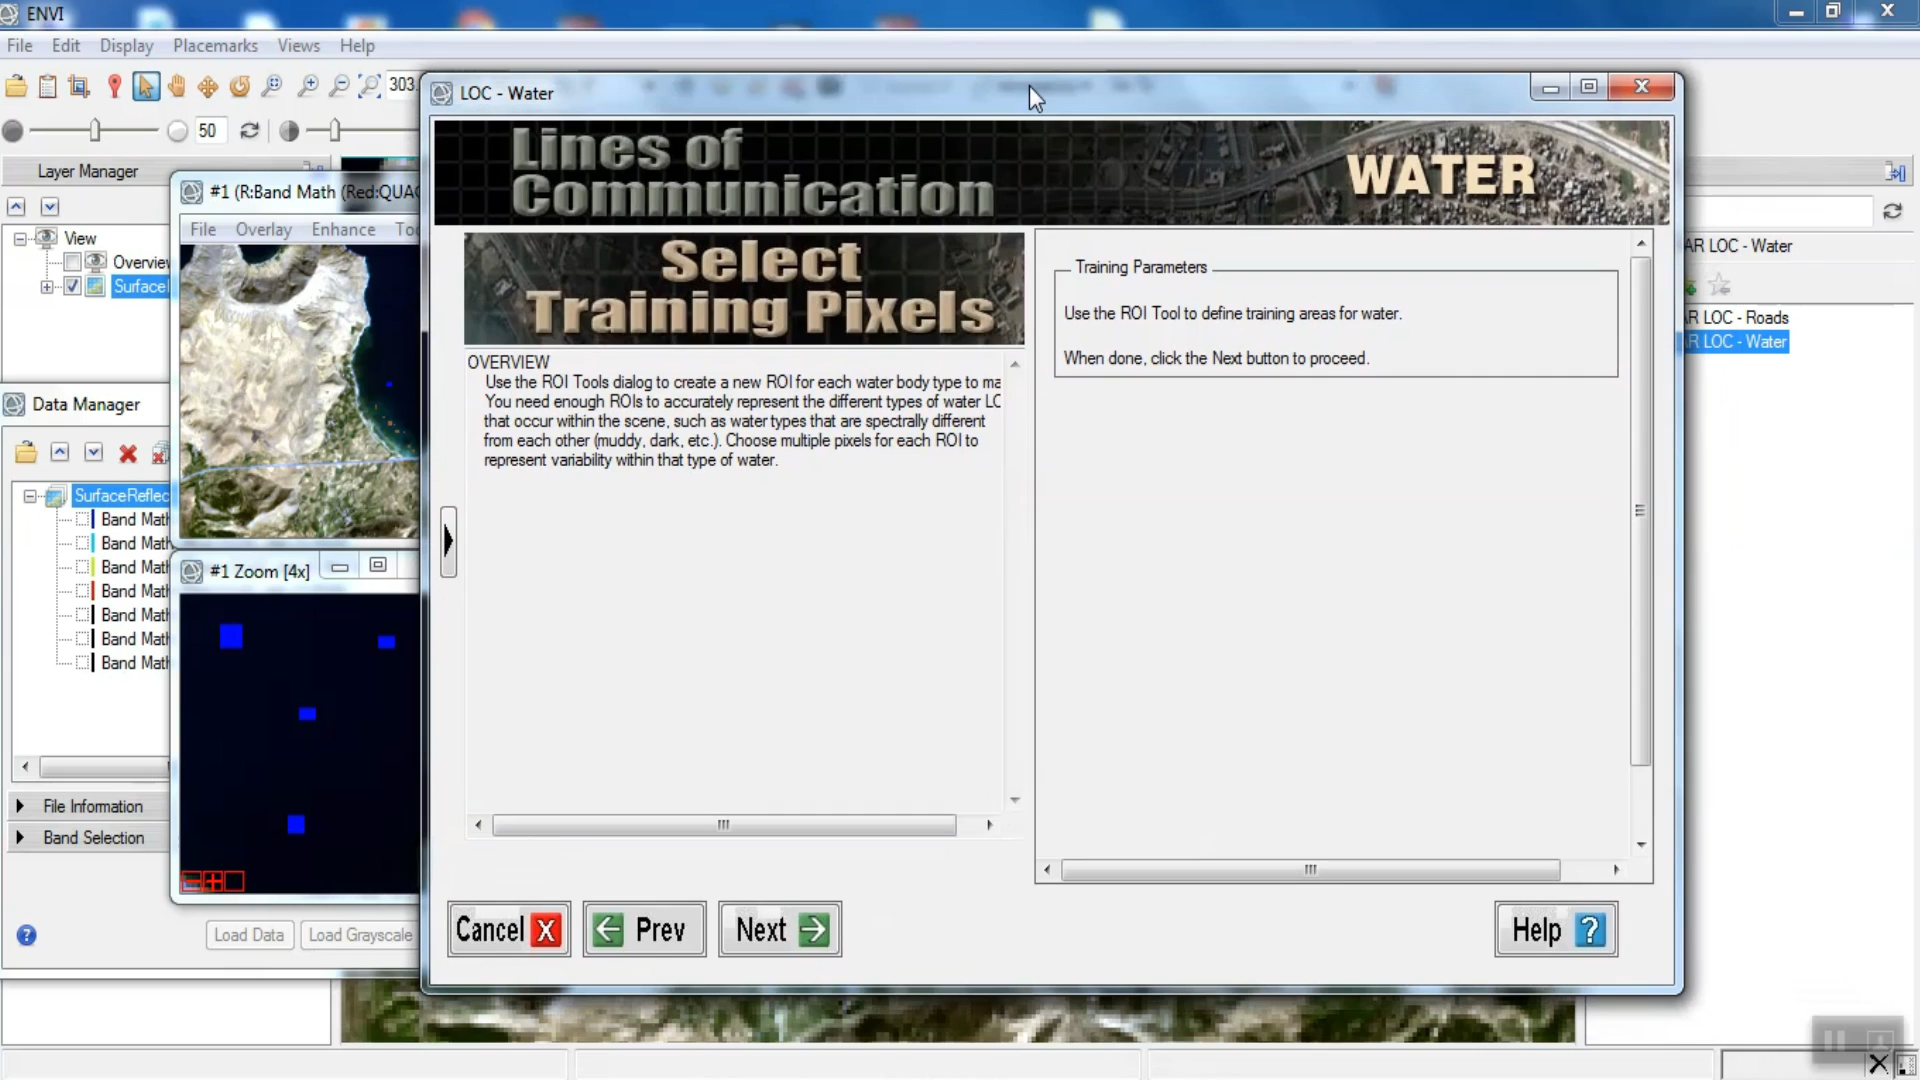 ENVI
File Edit Display Placemarks Views Help
303.
LOC - Water
50
Lines of
Communication
WATER
Layer Manager
#1 (R:Band Math (Red:QUAC
File Overlay Enhance
View
Overview
Surfacel
Select
Training Pixels
Training Parameters
Use the ROI Tool to define training areas for water.
When done, click the Next button to proceed.
AR LOC - Water
AR LOC - Roads
AR LOC - Water
OVERVIEW
Use the ROI Tools dialog to create a new ROI for each water body type to ma
You need enough ROIs to accurately represent the different types of water LO
that occur within the scene, such as water types that are spectrally different
from each other (muddy, dark, etc.). Choose multiple pixels for each ROI to
represent variability within that type of water.
Data Manager
SurfaceReflec
Band Math
Band Math
Band Math
Band Math
Band Math
Band Math
Band Math
#1 Zoom [4x]
File Information
Band Selection
Load Data Load Grayscale
Cancel X Prev Next Help ?